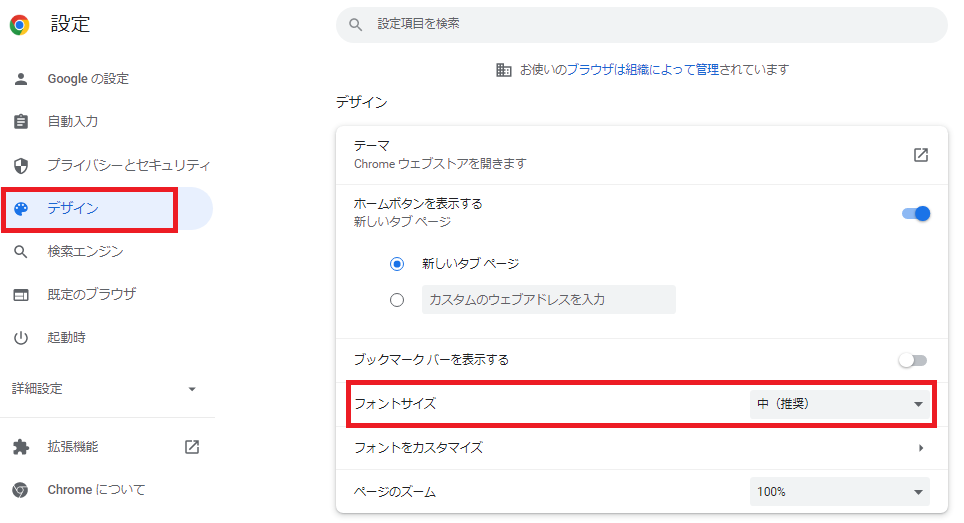 設定
Google の設定
自動入力
プライバシーとセキュリティ
デザイン
検索エンジン
既定のブラウザ
起動時
詳細設定
拡張機能
Chrome について
設定項目を検索
お使いのブラウザは組織によって管理されています
デザイン
テーマ
Chrome ウェブストアを開きます
ホームボタンを表示する
新しいタブ ページ
新しいタブ ページ
カスタムのウェブアドレスを入力
ブックマーク バーを表示する
フォントサイズ 中（推奨）
フォントをカスタマイズ
ページのズーム 100%